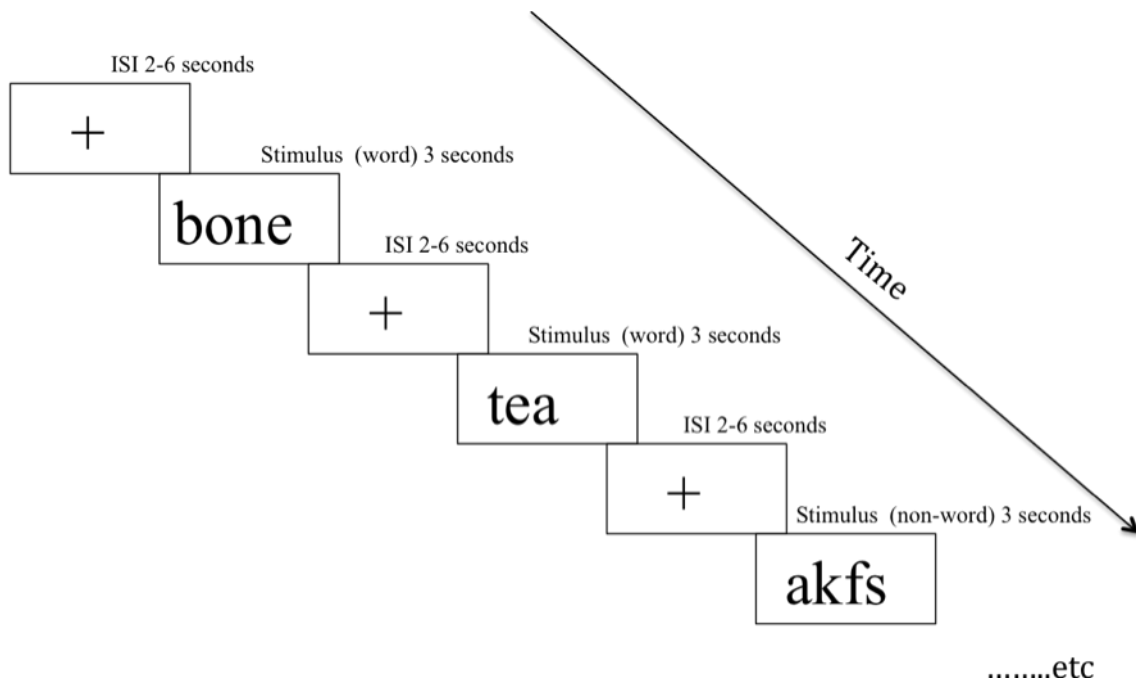 ISI 2-6 seconds
+
Stimulus (word) 3 seconds
bone
ISI 2-6 seconds
+
Time
Stimulus (word) 3 seconds
tea
ISI 2-6 seconds
+
Stimulus (non-word) 3 seconds
akfs
........etc